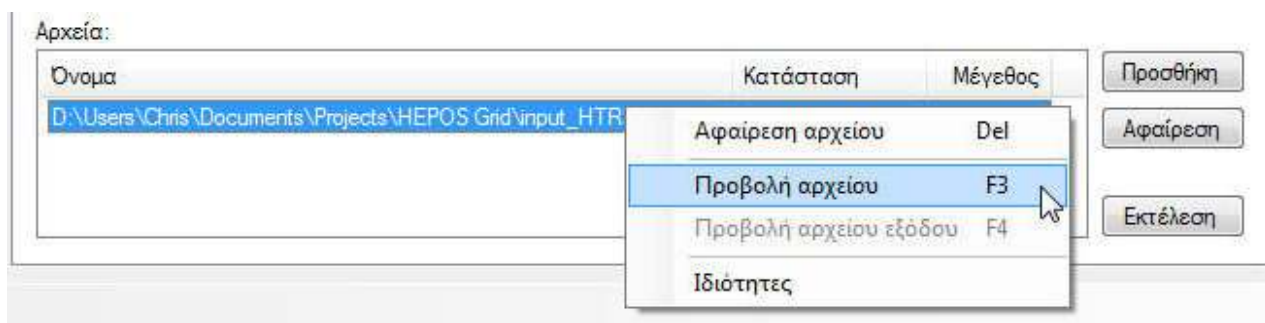 Αρχεία:
Όνομα Κατάσταση Μέγεθος
Προσθήκη
D:\Users\Chris\Documents\Projects\HEPOS Grid\input_HTR
Αφαίρεση αρχείου Del
Αφαίρεση
Προβολή αρχείου F3
Προβολή αρχείου εξόδου F4
Εκτέλεση
Ιδιότητες